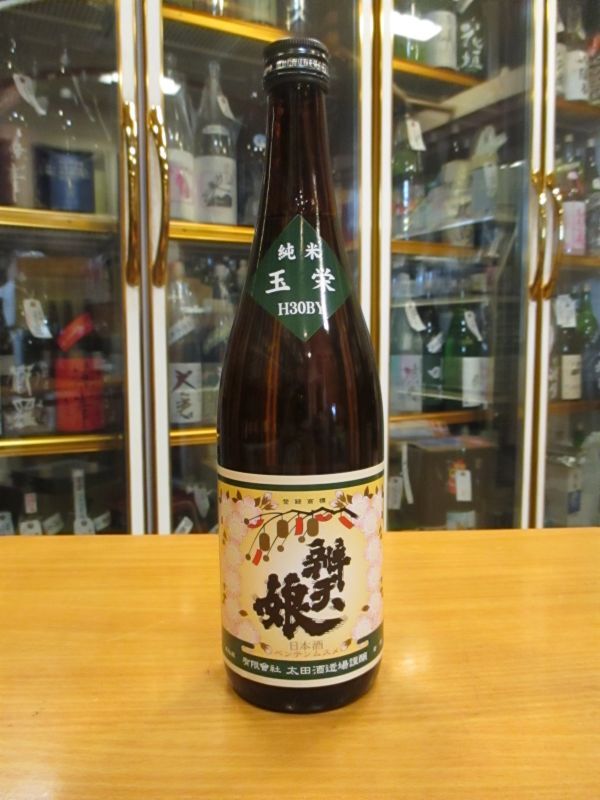 純米
玉栄
H30BY
登録商標
辨天娘
日本酒
ベンテンムスメ
有限會社 太田酒造場謹醸